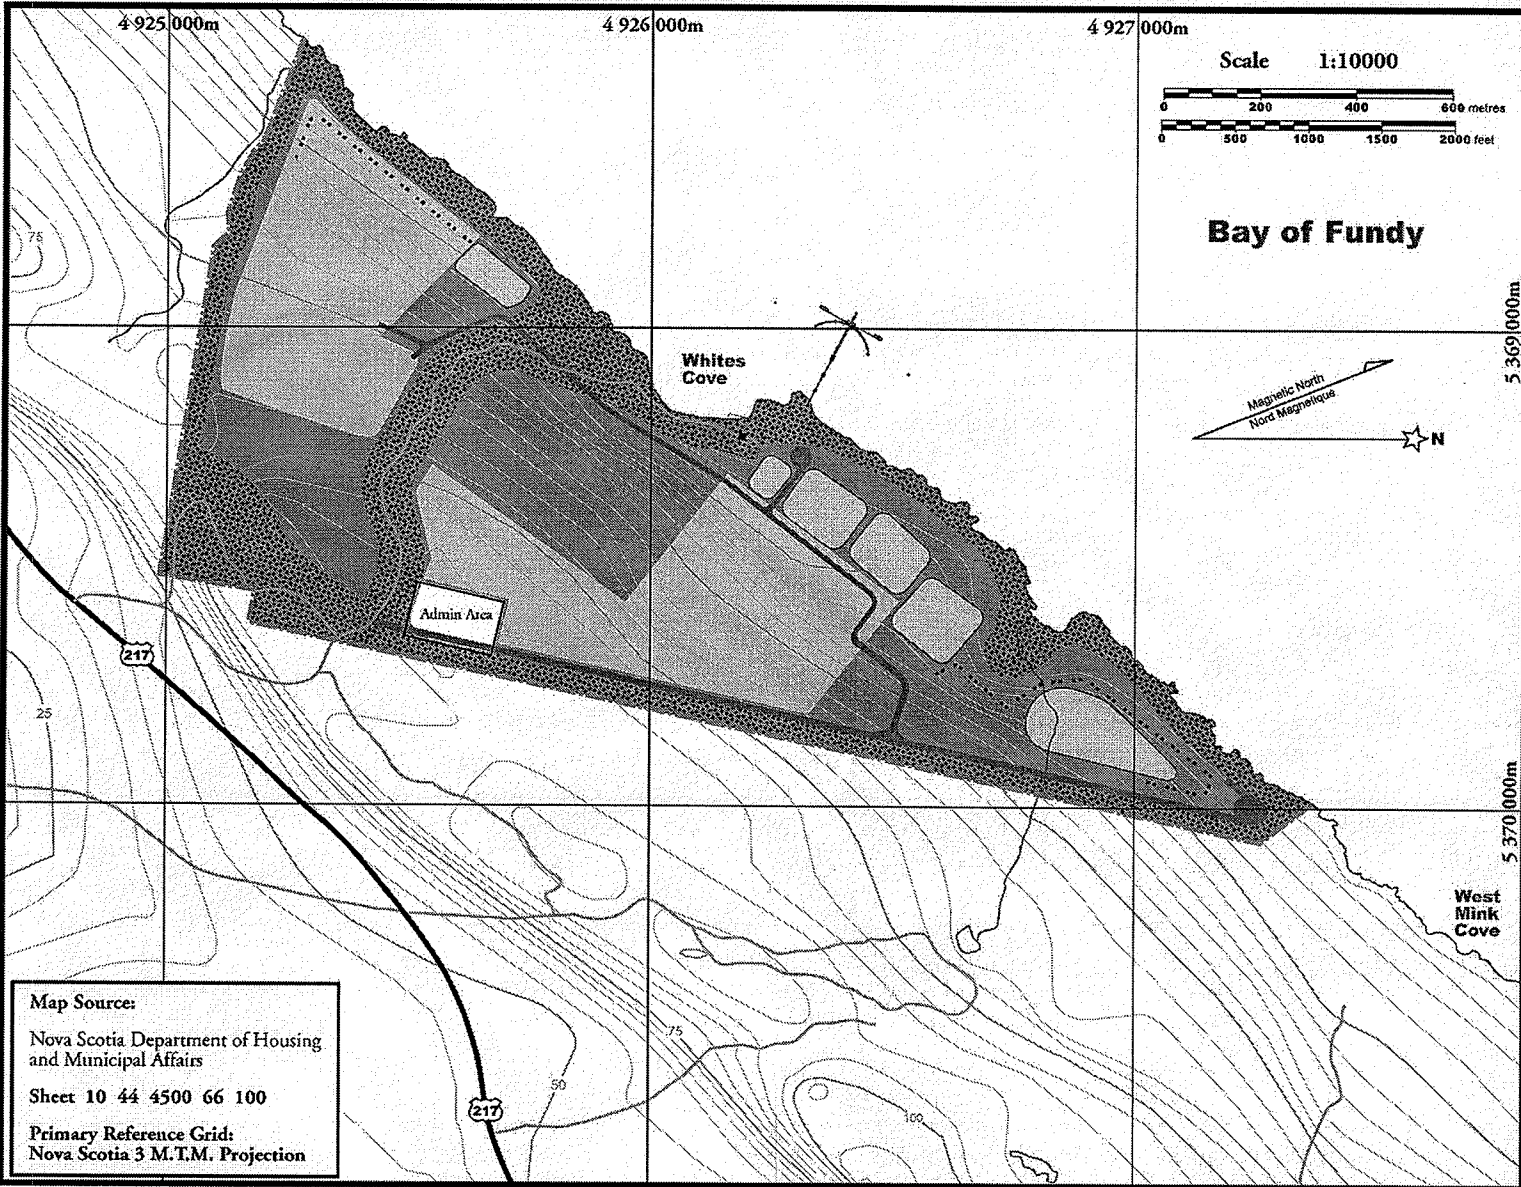 4 925 000m
4 926 000m
4 927 000m
Scale 1:10000
0 200 400 600 metres
0 500 1000 1500 2000 feet
Bay of Fundy
75
5 369 000m
Whites
Cove
Magnetic North
Nord Magnetique
N
Admin Area
217
25
5 370 000m
West
Mink
Cove
75
50
217
100
Map Source:
Nova Scotia Department of Housing
and Municipal Affairs
Sheet 10 44 4500 66 100
Primary Reference Grid:
Nova Scotia 3 M.T.M. Projection